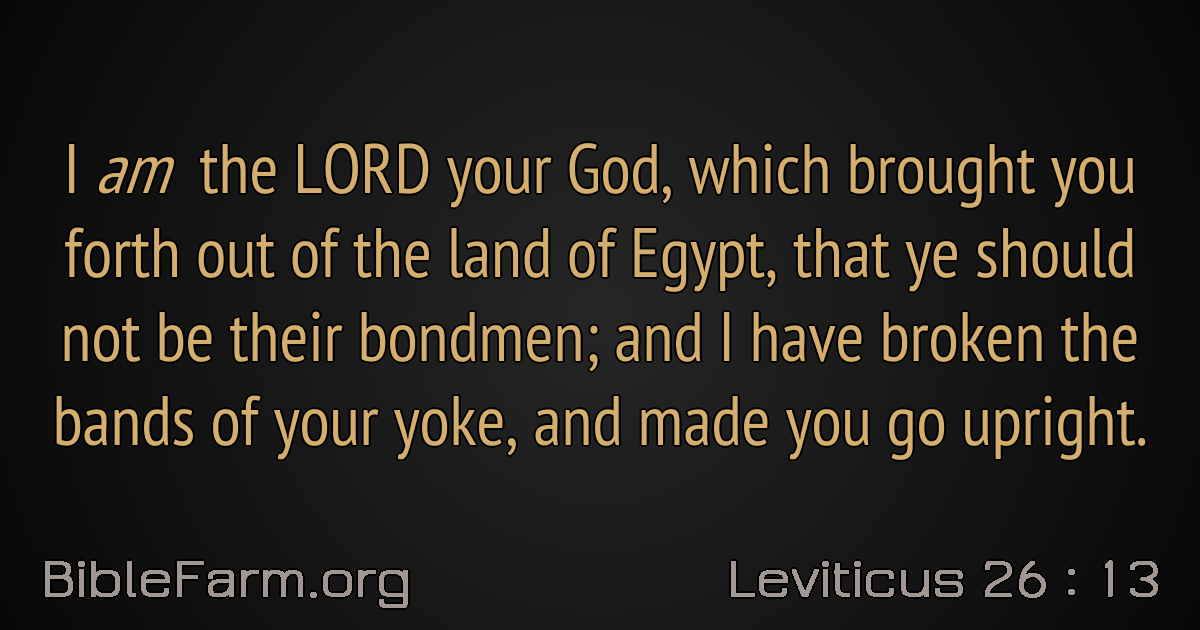 I am the LORD your God, which brought you
forth out of the land of Egypt, that ye should
not be their bondmen; and I have broken the
bands of your yoke, and made you go upright.
BibleFarm.org
Leviticus 26 : 13